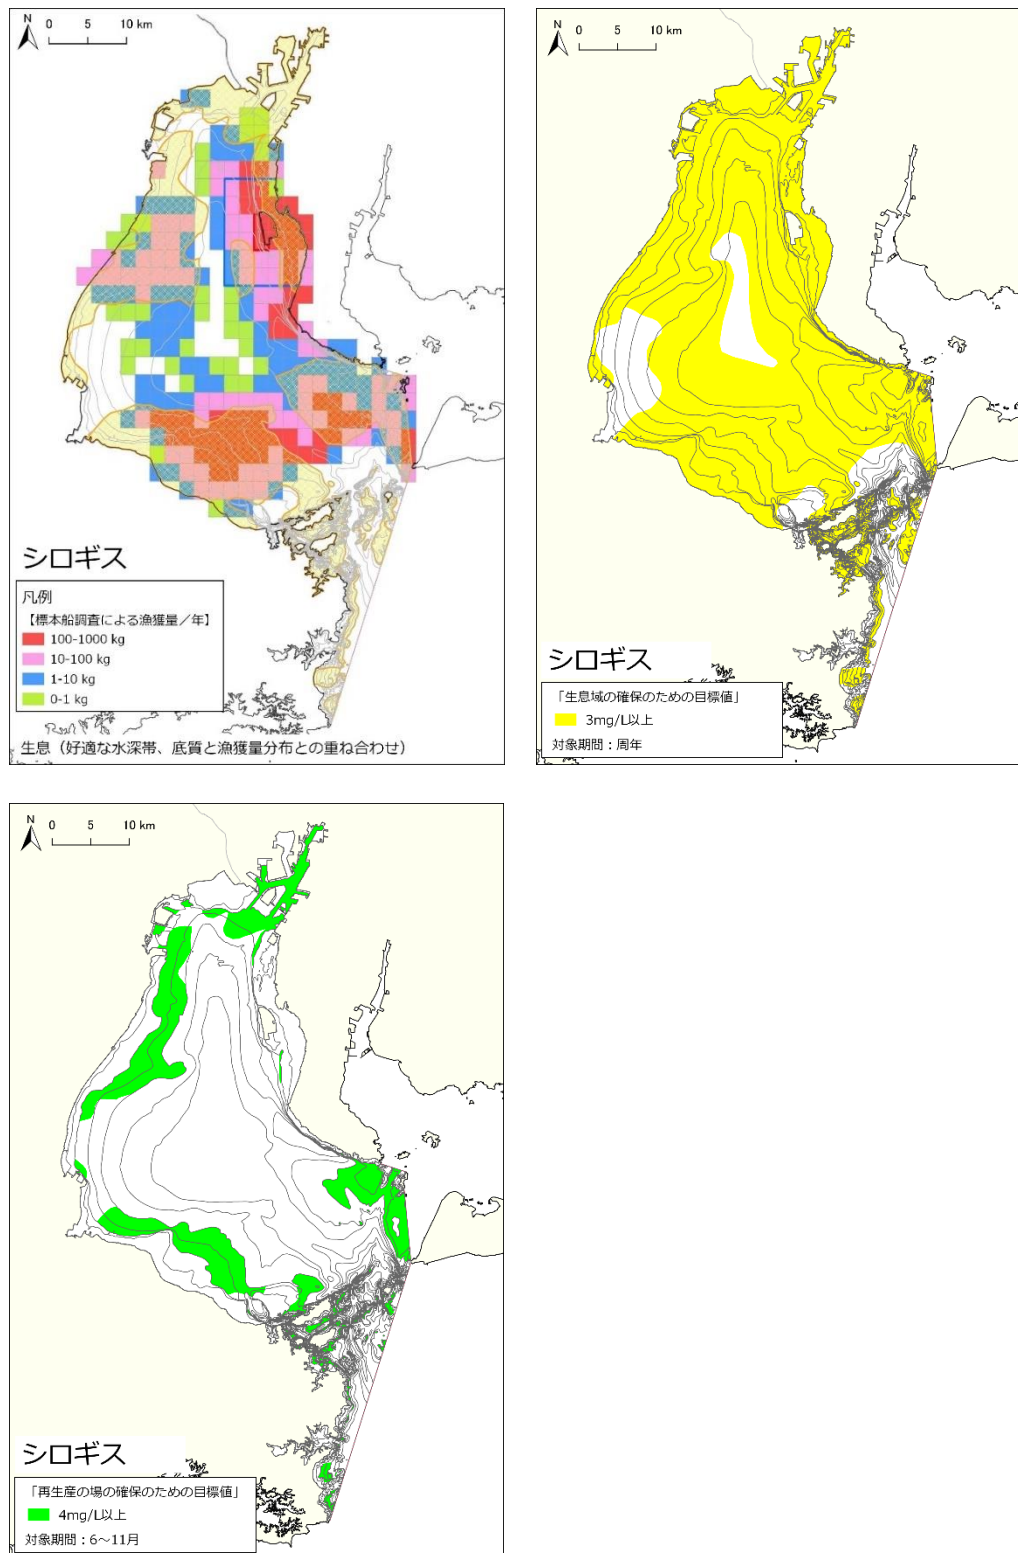 N
0 5 10 km
シロギス
凡例
【標本船調査による漁獲量／年】
100-1000 kg
10-100 kg
1-10 kg
0-1 kg
生息（好適な水深帯、底質と漁獲量分布との重ね合わせ）
N
0 5 10 km
シロギス
「生息域の確保のための目標値」
3mg/L以上
対象期間：周年
N
0 5 10 km
シロギス
「再生産の場の確保のための目標値」
4mg/L以上
対象期間：6～11月